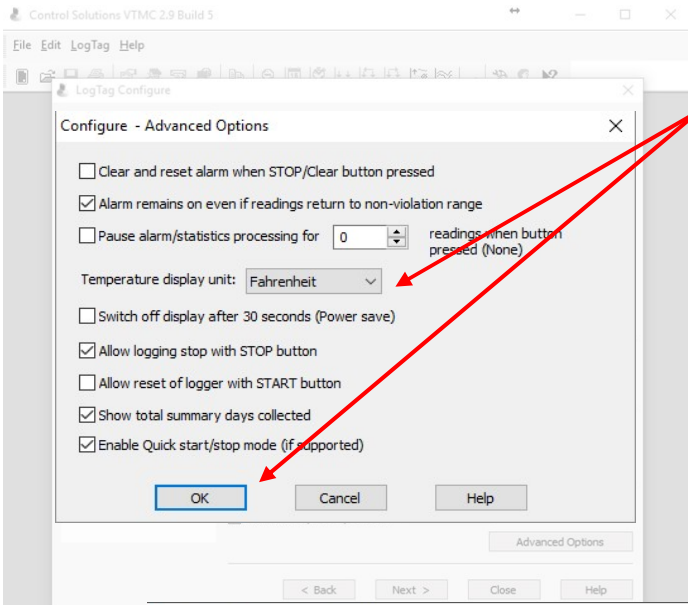 Control Solutions VTMC 2.9 Build 5
File Edit LogTag Help
LogTag Configure
Configure - Advanced Options
Clear and reset alarm when STOP/Clear button pressed
Alarm remains on even if readings return to non-violation range
Pause alarm/statistics processing for 0 readings when button
pressed (None)
Temperature display unit: Fahrenheit
Switch off display after 30 seconds (Power save)
Allow logging stop with STOP button
Allow reset of logger with START button
Show total summary days collected
Enable Quick start/stop mode (if supported)
OK Cancel Help
Advanced Options
< Back Next > Close Help